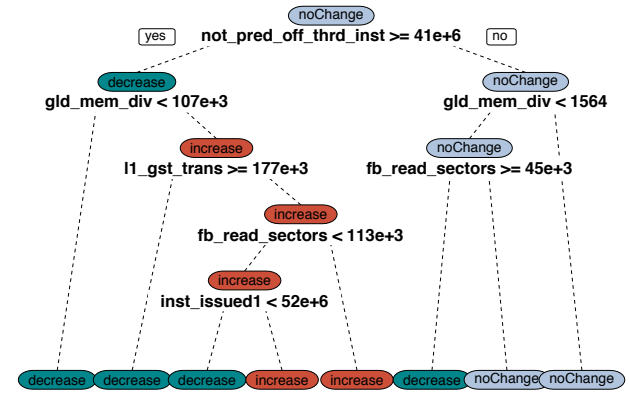 noChange
yes
not_pred_off_thrd_inst >= 41e+6
no
decrease
noChange
gld_mem_div < 107e+3
gld_mem_div < 1564
increase
noChange
l1_gst_trans >= 177e+3
fb_read_sectors >= 45e+3
increase
fb_read_sectors < 113e+3
increase
inst_issued1 < 52e+6
decrease
decrease
decrease
increase
increase
decrease
noChange
noChange